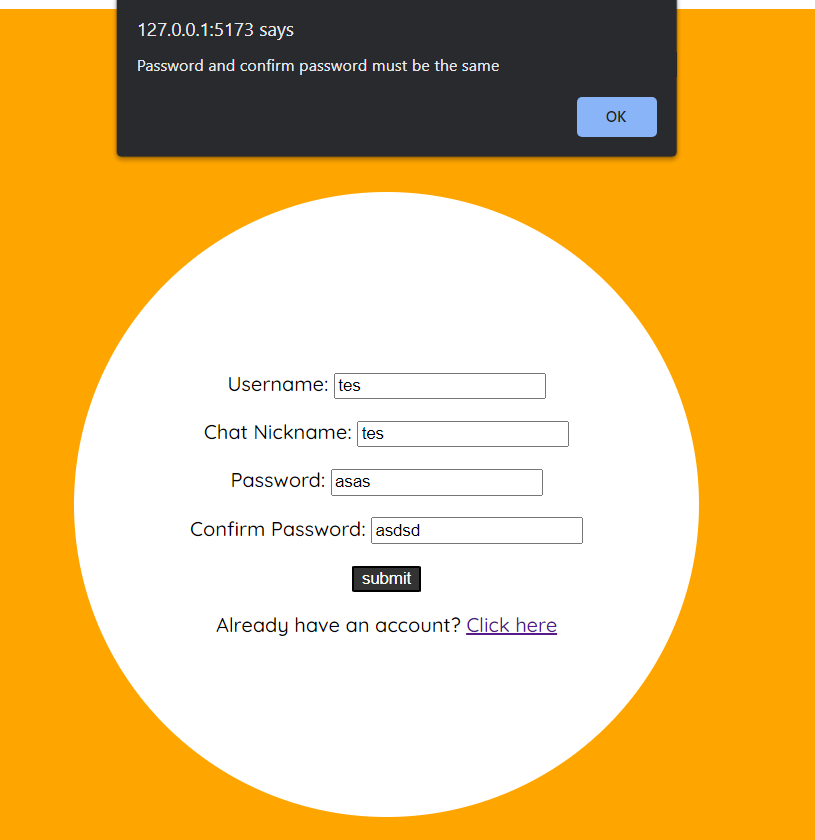 127.0.0.1:5173 says
Password and confirm password must be the same
OK
Username: tes
Chat Nickname: tes
Password: asas
Confirm Password: asdsd
submit
Already have an account? Click here